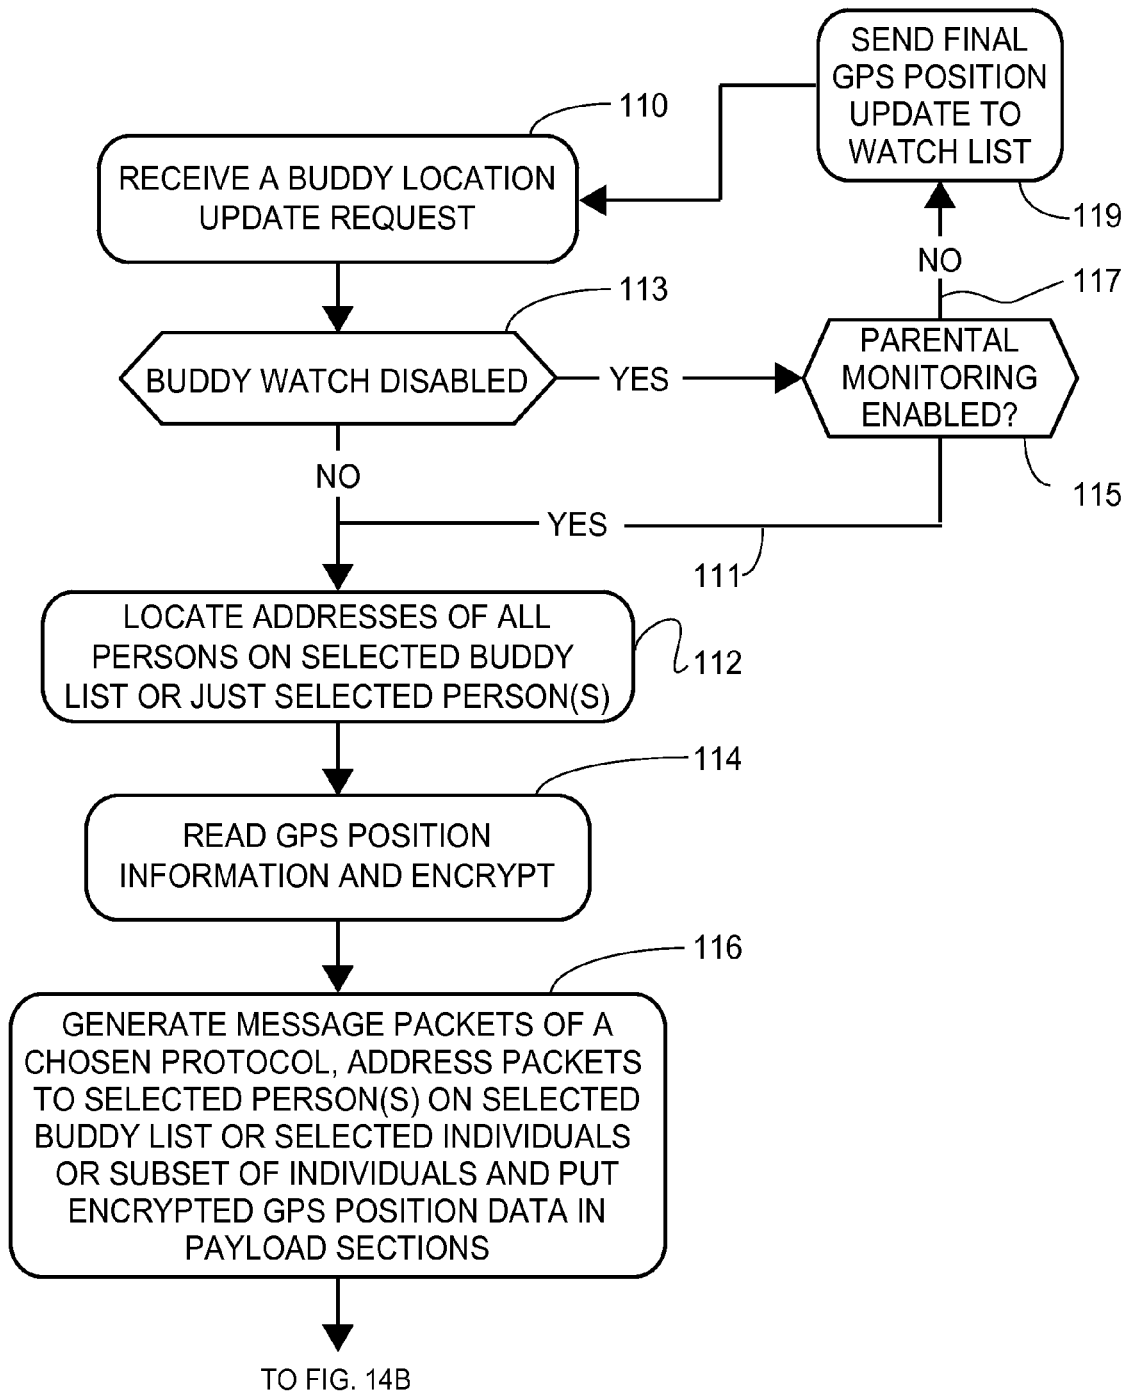 SEND FINAL
GPS POSITION
UPDATE TO
WATCH LIST
119
110
RECEIVE A BUDDY LOCATION
UPDATE REQUEST
NO
117
113
BUDDY WATCH DISABLED
YES
PARENTAL
MONITORING
ENABLED?
115
NO
YES
111
LOCATE ADDRESSES OF ALL
PERSONS ON SELECTED BUDDY
LIST OR JUST SELECTED PERSON(S)
112
114
READ GPS POSITION
INFORMATION AND ENCRYPT
116
GENERATE MESSAGE PACKETS OF A
CHOSEN PROTOCOL, ADDRESS PACKETS
TO SELECTED PERSON(S) ON SELECTED
BUDDY LIST OR SELECTED INDIVIDUALS
OR SUBSET OF INDIVIDUALS AND PUT
ENCRYPTED GPS POSITION DATA IN
PAYLOAD SECTIONS
TO FIG. 14B